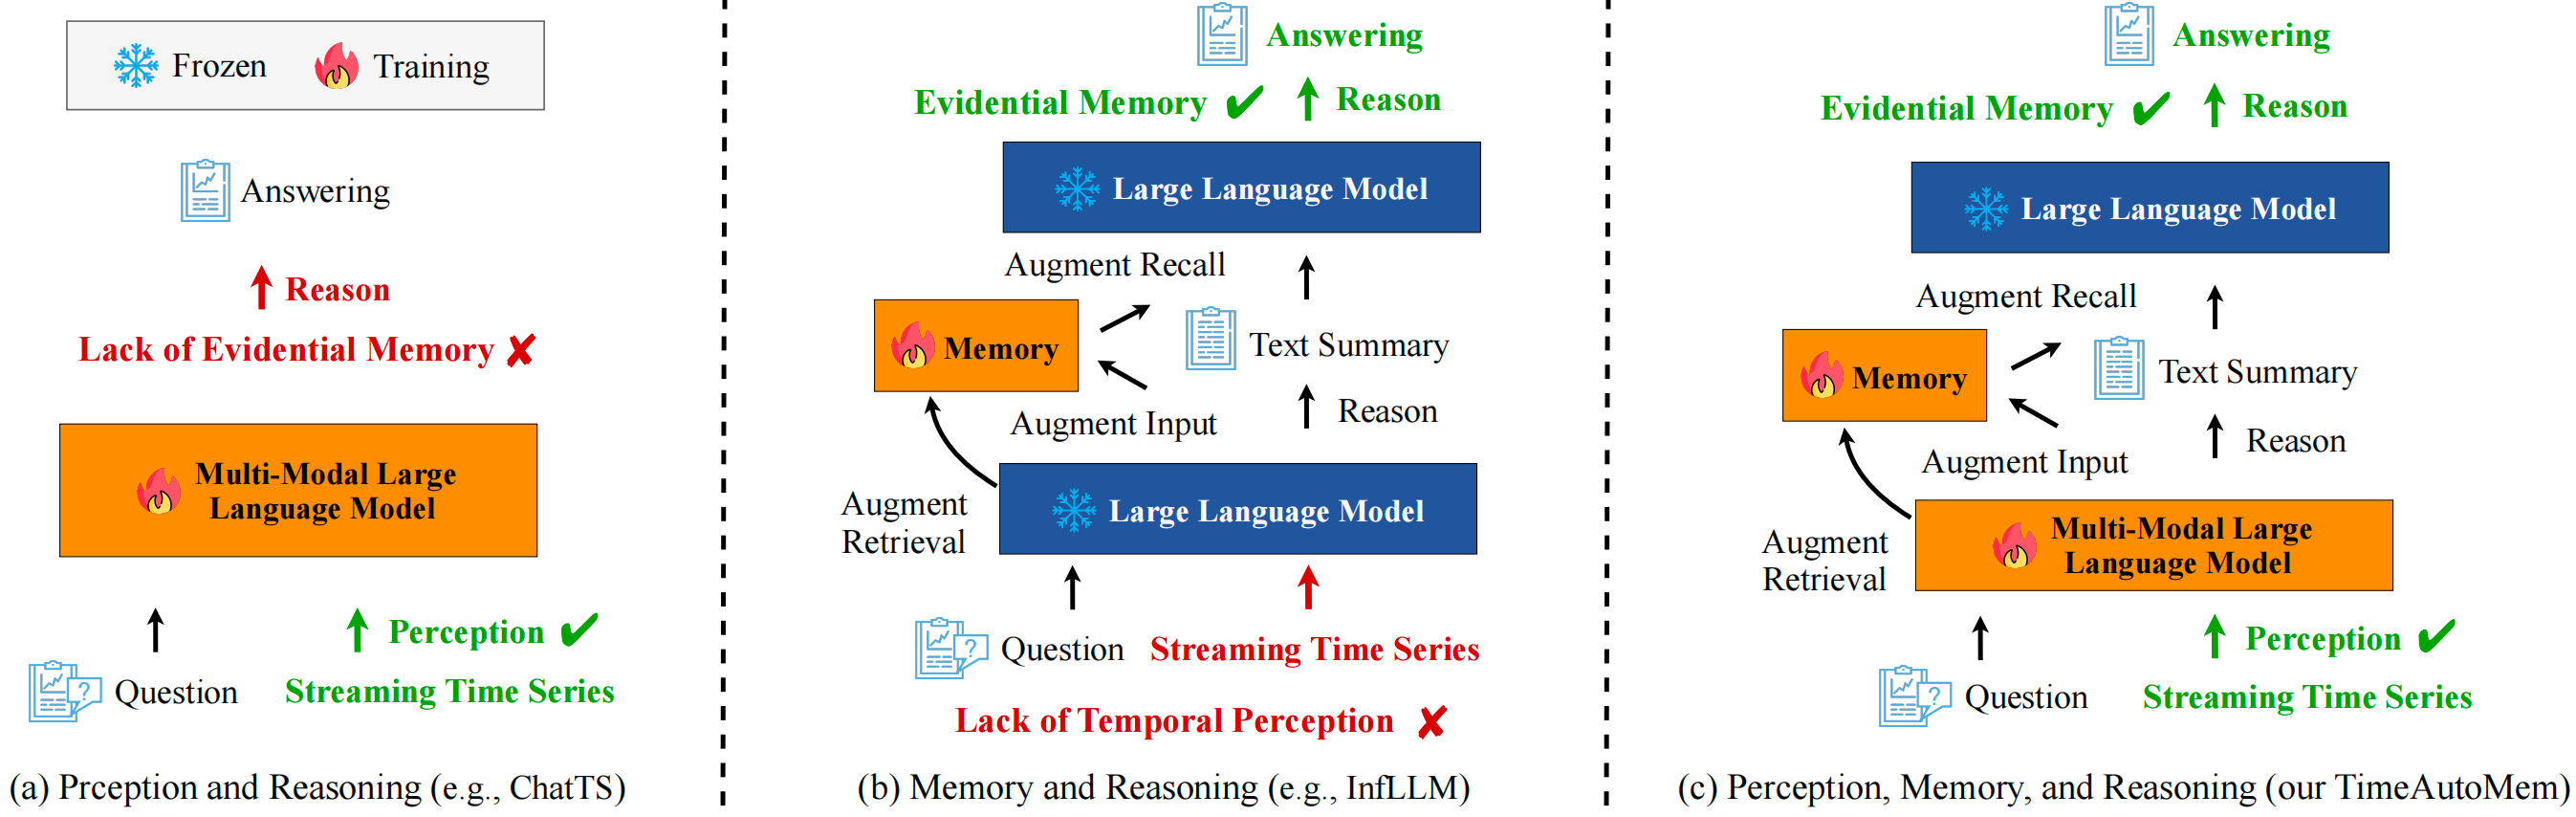 Frozen
Training
Answering
Reason
Lack of Evidential Memory ✘
Multi-Modal Large
Language Model
Perception ✔
Question
Streaming Time Series
(a) Prception and Reasoning (e.g., ChatTS)
Answering
Evidential Memory ✔
Reason
Large Language Model
Augment Recall
Memory
Text Summary
Augment Input
Reason
Augment
Retrieval
Large Language Model
Question
Streaming Time Series
Lack of Temporal Perception ✘
(b) Memory and Reasoning (e.g., InfLLM)
Answering
Evidential Memory ✔
Reason
Large Language Model
Augment Recall
Memory
Text Summary
Augment Input
Reason
Augment
Retrieval
Multi-Modal Large
Language Model
Perception ✔
Question
Streaming Time Series
(c) Perception, Memory, and Reasoning (our TimeAutoMem)